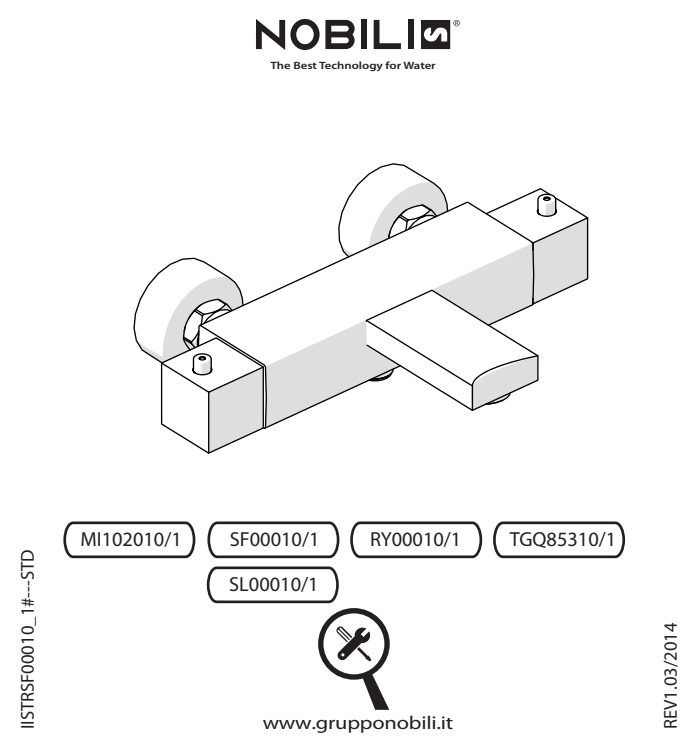 NOBILI S®
The Best Technology for Water
MI102010/1 SF00010/1 RY00010/1 TGQ85310/1
SL00010/1
IISTRSF00010_1#---STD
REV1.03/2014
www.grupponobili.it